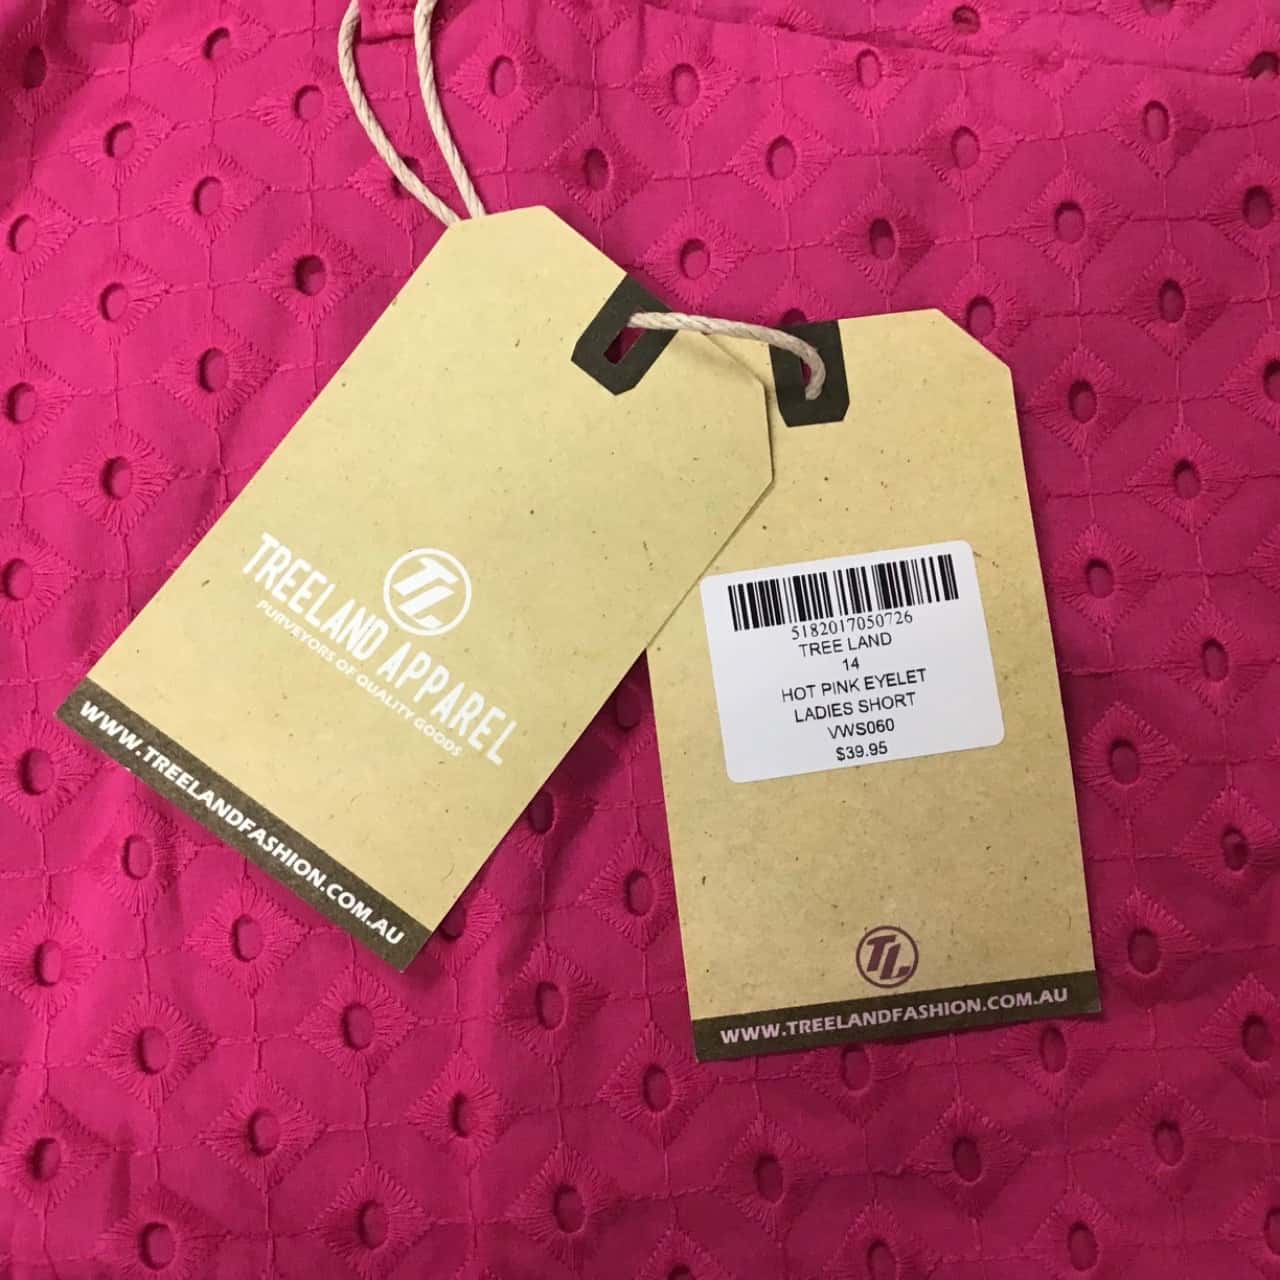 TL
TREELAND APPAREL
PURVEYORS OF QUALITY GOODS
WWW.TREELANDFASHION.COM.AU
5182017050726
TREE LAND
14
HOT PINK EYELET
LADIES SHORT
VWS060
$39.95
TL
WWW.TREELANDFASHION.COM.AU